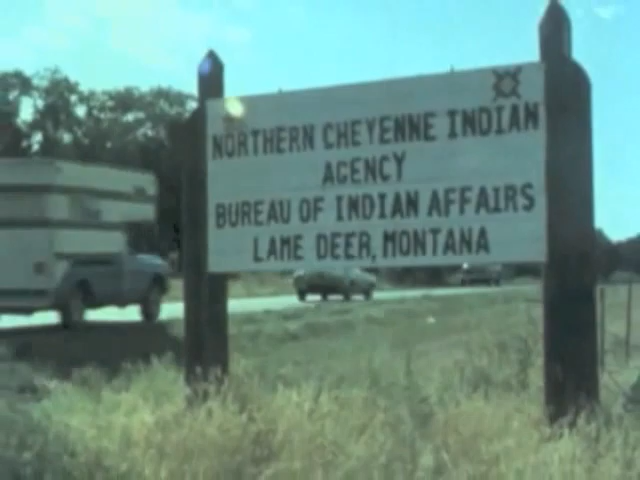 NORTHERN CHEYENNE INDIAN
AGENCY
BUREAU OF INDIAN AFFAIRS
LAME DEER, MONTANA